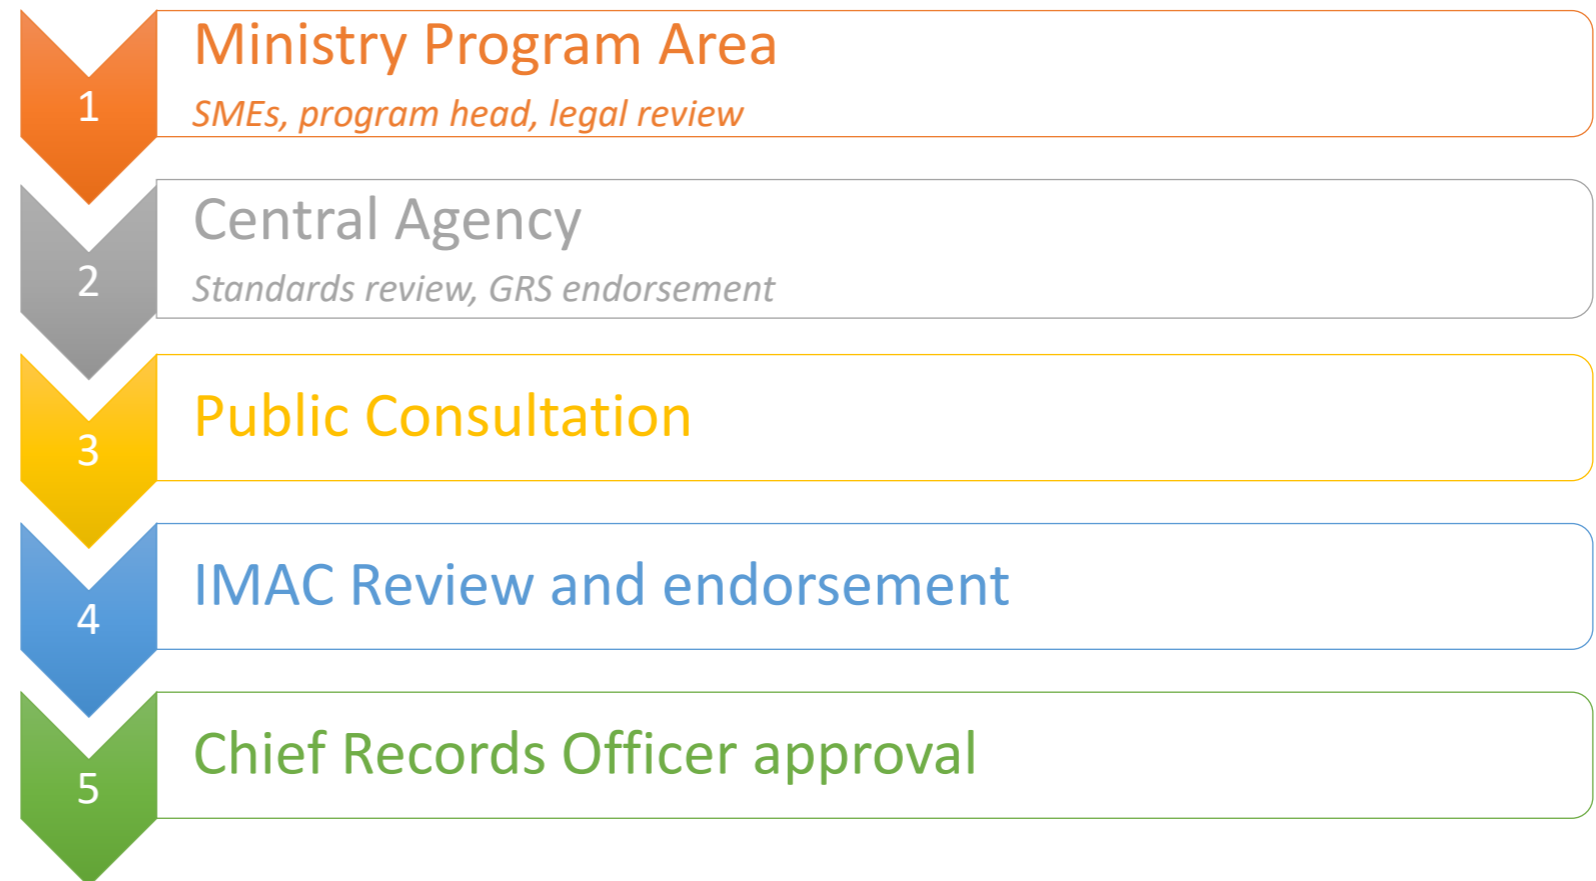 1
Ministry Program Area
SMEs, program head, legal review
2
Central Agency
Standards review, GRS endorsement
3
Public Consultation
4
IMAC Review and endorsement
5
Chief Records Officer approval